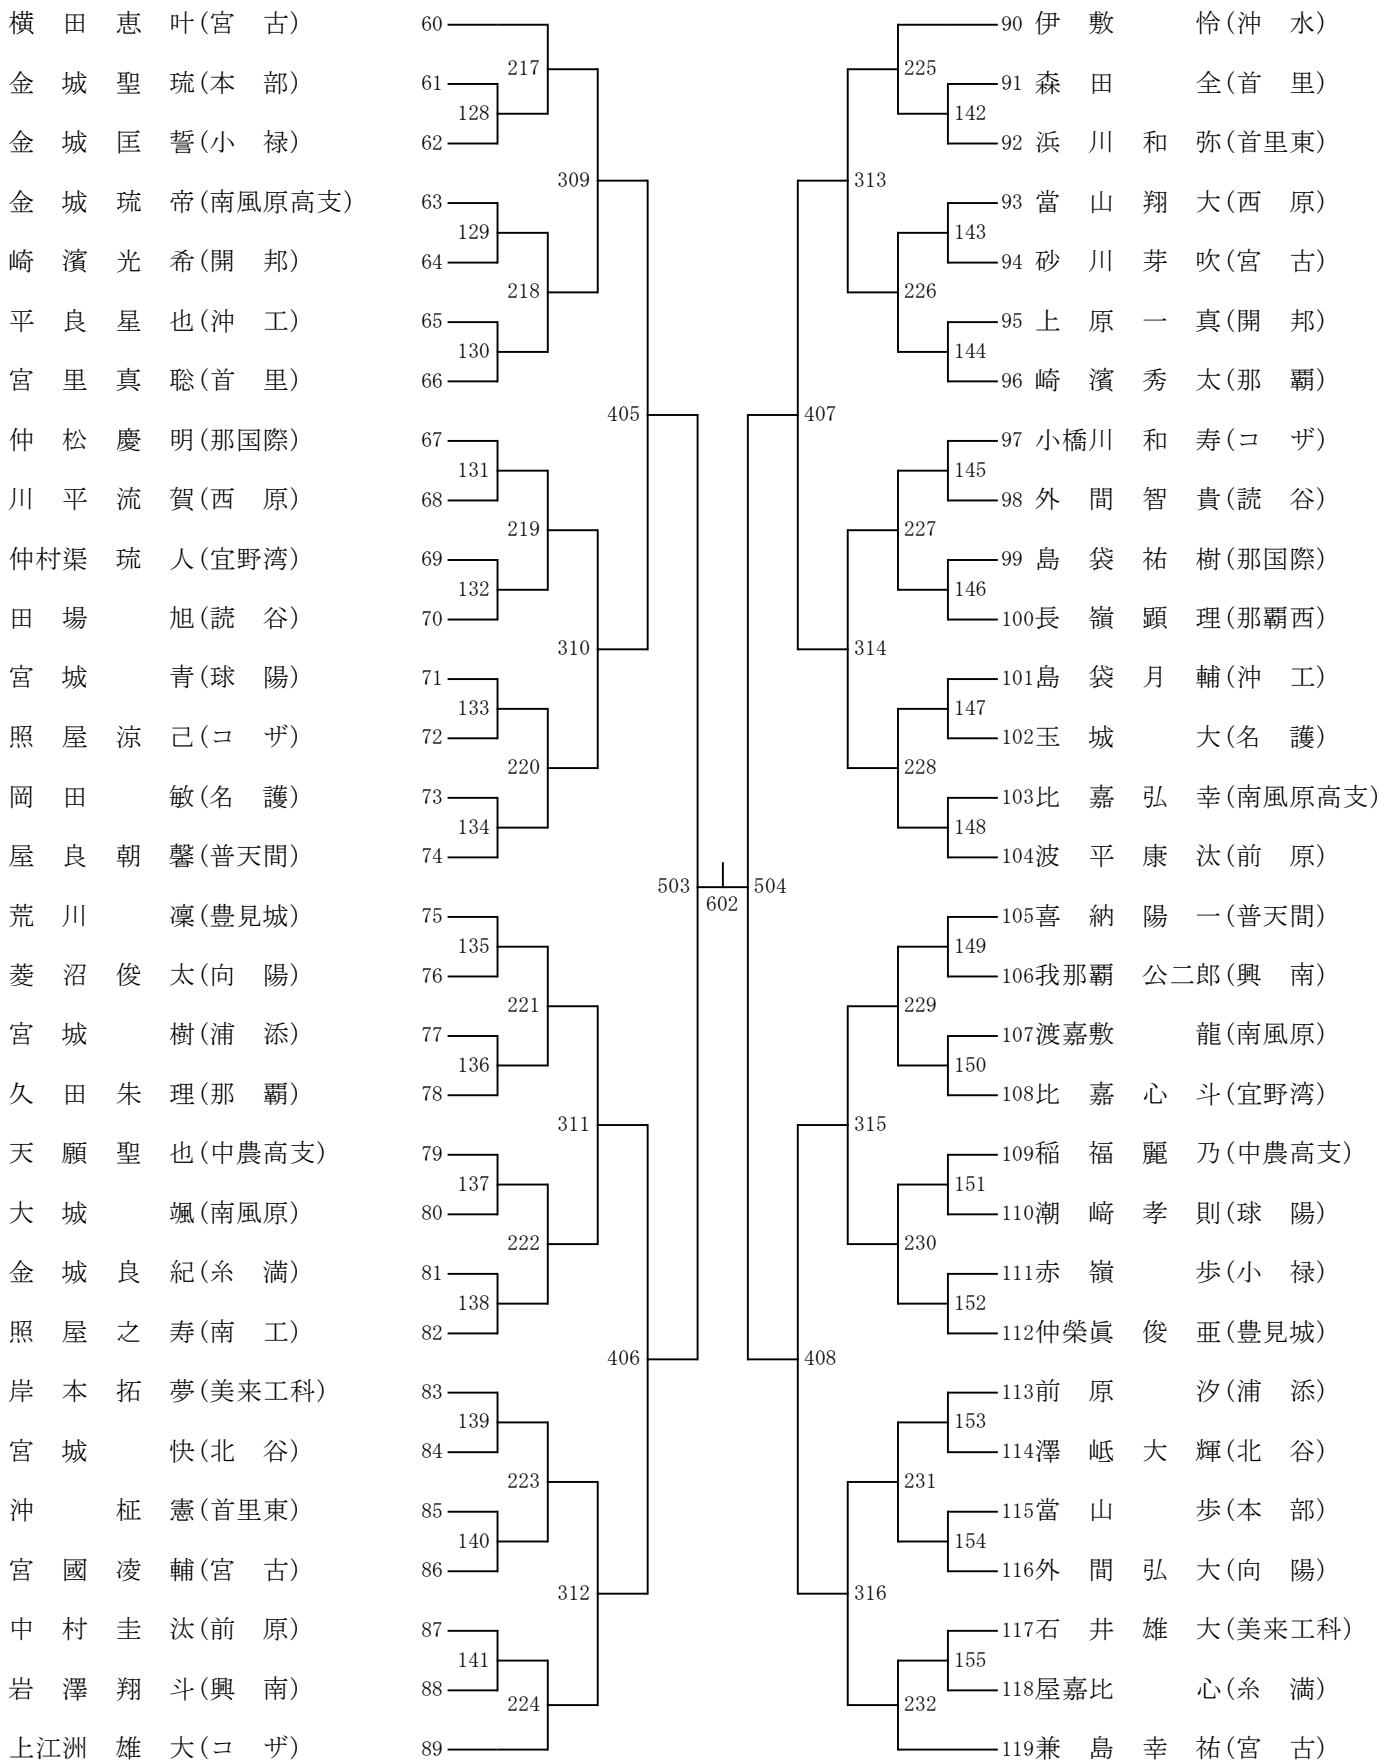 横田恵叶(宮古) 60
217
金城聖琉(本部) 61
128
金城匡誓(小禄) 62
309
金城琉帝(南風原高支) 63
129
崎濱光希(開邦) 64
218
平良星也(沖工) 65
130
宮里真聡(首里) 66
405
仲松慶明(那国際) 67
131
川平流賀(西原) 68
219
仲村渠琉人(宜野湾) 69
132
田場旭(読谷) 70
310
宮城青(球陽) 71
133
照屋涼己(コザ) 72
220
岡田敏(名護) 73
134
屋良朝馨(普天間) 74
503
荒川凜(豊見城) 75
135
菱沼俊太(向陽) 76
221
宮城樹(浦添) 77
136
久田朱理(那覇) 78
311
天願聖也(中農高支) 79
137
大城颯(南風原) 80
222
金城良紀(糸満) 81
138
照屋之寿(南工) 82
406
岸本拓夢(美来工科) 83
139
宮城快(北谷) 84
223
沖柾憲(首里東) 85
140
宮國凌輔(宮古) 86
312
中村圭汰(前原) 87
141
岩澤翔斗(興南) 88
224
上江洲雄大(コザ) 89
602
90 伊敷怜(沖水)
225
91 森田全(首里)
142
92 浜川和弥(首里東)
313
93 當山翔大(西原)
143
94 砂川芽吹(宮古)
226
95 上原一真(開邦)
144
96 崎濱秀太(那覇)
407
97 小橋川和寿(コザ)
145
98 外間智貴(読谷)
227
99 島袋祐樹(那国際)
146
100 長嶺顕理(那覇西)
314
101 島袋月輔(沖工)
147
102 玉城大(名護)
228
103 比嘉弘幸(南風原高支)
148
104 波平康汰(前原)
504
105 喜納陽一(普天間)
149
106 我那覇公二郎(興南)
229
107 渡嘉敷龍(南風原)
150
108 比嘉心斗(宜野湾)
315
109 稲福麗乃(中農高支)
151
110 潮﨑孝則(球陽)
230
111 赤嶺歩(小禄)
152
112 仲榮眞俊亜(豊見城)
408
113 前原汐(浦添)
153
114 澤岻大輝(北谷)
231
115 當山歩(本部)
154
116 外間弘大(向陽)
316
117 石井雄大(美来工科)
155
118 屋嘉比心(糸満)
232
119 兼島幸祐(宮古)